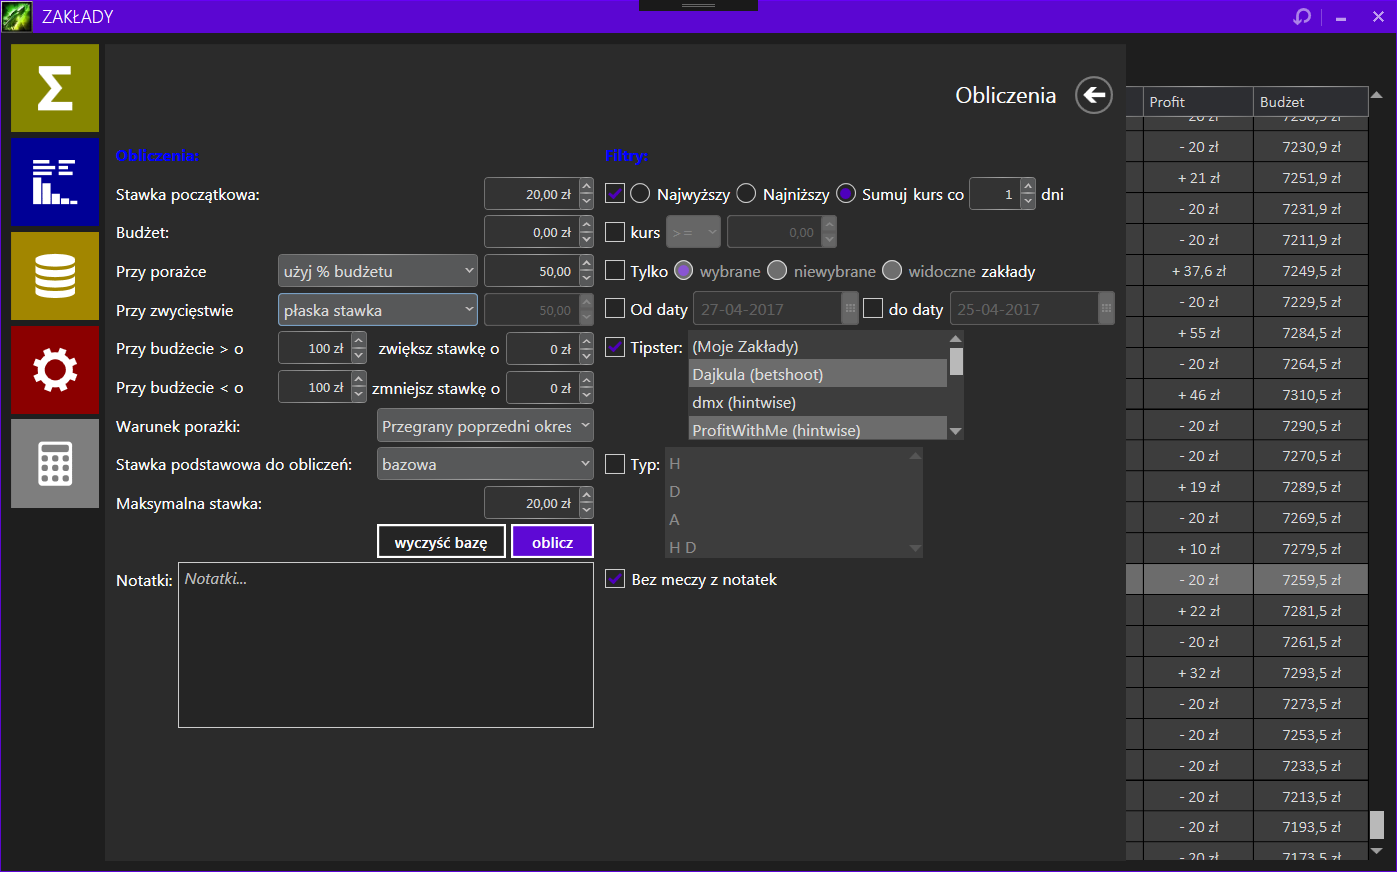 ZAKŁADY
Obliczenia
Obliczenia:
Stawka początkowa: 20,00 zł
Budżet: 0,00 zł
Przy porażce użyj % budżetu 50,00
Przy zwycięstwie płaska stawka 50,00
Przy budżecie > o 100 zł zwiększ stawkę o 0 zł
Przy budżecie < o 100 zł zmniejsz stawkę o 0 zł
Warunek porażki: Przegrany poprzedni okres
Stawka podstawowa do obliczeń: bazowa
Maksymalna stawka: 20,00 zł
wyczyść bazę oblicz
Notatki: Notatki...
Filtry:
Najwyższy Najniższy Sumuj kurs co 1 dni
kurs >= 0,00
Tylko wybrane niewybrane widoczne zakłady
Od daty 27-04-2017 do daty 25-04-2017
Tipster: (Moje Zakłady)
Dajkula (betshoot)
dmx (hintwise)
ProfitWithMe (hintwise)
Typ: H
D
A
H D
Bez meczy z notatek
Profit Budżet
- 20 zł 7250,9 zł
- 20 zł 7230,9 zł
+ 21 zł 7251,9 zł
- 20 zł 7231,9 zł
- 20 zł 7211,9 zł
+ 37,6 zł 7249,5 zł
- 20 zł 7229,5 zł
+ 55 zł 7284,5 zł
- 20 zł 7264,5 zł
+ 46 zł 7310,5 zł
- 20 zł 7290,5 zł
- 20 zł 7270,5 zł
+ 19 zł 7289,5 zł
- 20 zł 7269,5 zł
+ 10 zł 7279,5 zł
- 20 zł 7259,5 zł
+ 22 zł 7281,5 zł
- 20 zł 7261,5 zł
+ 32 zł 7293,5 zł
- 20 zł 7273,5 zł
- 20 zł 7253,5 zł
- 20 zł 7233,5 zł
- 20 zł 7213,5 zł
- 20 zł 7193,5 zł
- 20 zł 7173,5 zł